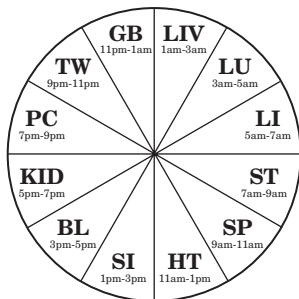 GB
11pm-1am
LIV
1am-3am
LU
3am-5am
LI
5am-7am
ST
7am-9am
SP
9am-11am
HT
11am-1pm
SI
1pm-3pm
BL
3pm-5pm
KID
5pm-7pm
PC
7pm-9pm
TW
9pm-11pm